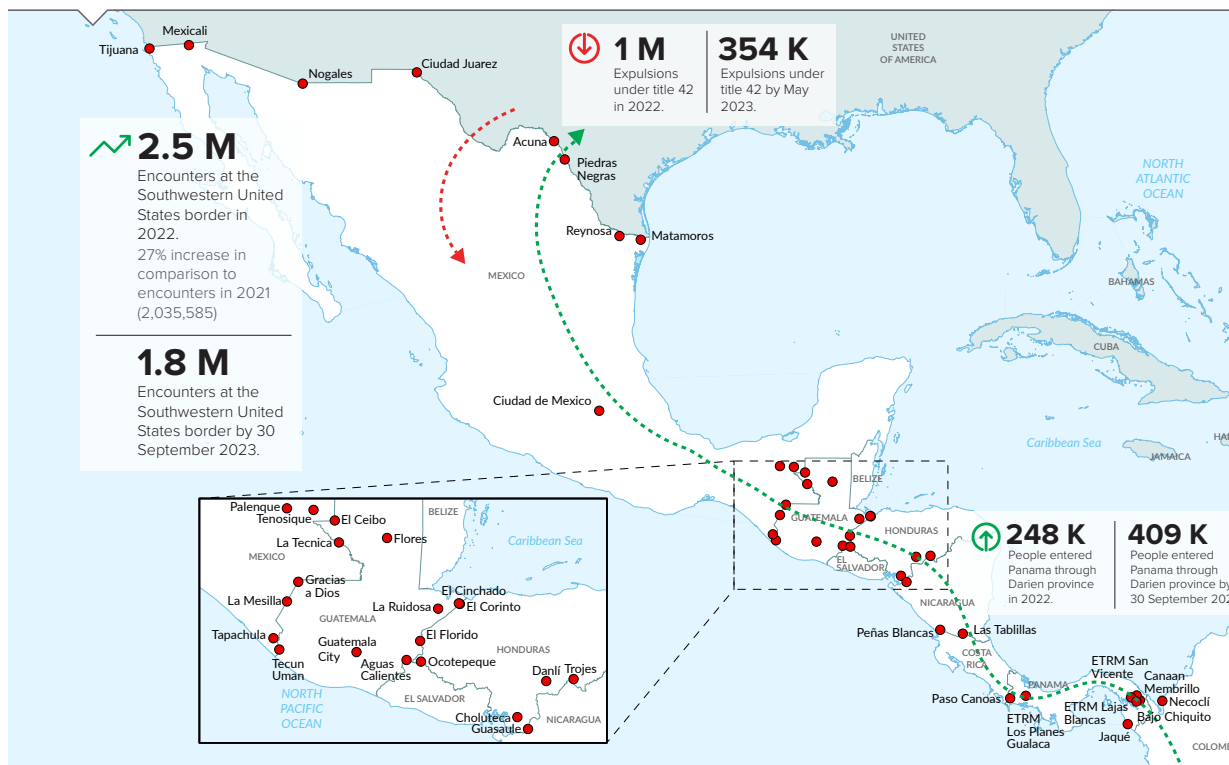 Mexicali
Tijuana
Nogales
Ciudad Juarez
UNITED
STATES
OF AMERICA
1 M
Expulsions
under title 42
in 2022.
354 K
Expulsions under
title 42 by May
2023.
2.5 M
Encounters at the
Southwestern United
States border in
2022.
27% increase in
comparison to
encounters in 2021
(2,035,585)
1.8 M
Encounters at the
Southwestern United
States border by 30
September 2023.
Acuna
Piedras
Negras
Reynosa
Matamoros
MEXICO
NORTH
ATLANTIC
OCEAN
BAHAMAS
CUBA
Ciudad de Mexico
Caribbean Sea
JAMAICA
BELIZE
GUATEMALA
HONDURAS
EL
SALVADOR
NICARAGUA
248 K
People entered
Panama through
Darien province
in 2022.
409 K
People entered
Panama through
Darien province by
30 September 202
Peñas Blancas
Las Tablillas
COSTA
RICA
PANAMA
Paso Canoas
ETRM
Los Planes
Gualaca
ETRM San
Vicente
Canaan
Membrillo
Necoclí
ETRM Lajas
Blancas
Bajo Chiquito
Jaqué
COLOM
Palenque
Tenosique
El Ceibo
BELIZE
Flores
La Tecnica
MEXICO
Caribbean Sea
Gracias
a Dios
La Mesilla
El Cinchado
El Corinto
La Ruidosa
GUATEMALA
Tapachula
Tecun
Uman
Guatemala
City
El Florido
Aguas
Calientes
Ocotepeque
HONDURAS
Danlí
Trojes
NORTH
PACIFIC
OCEAN
EL SALVADOR
Choluteca
Guasaule
NICARAGUA